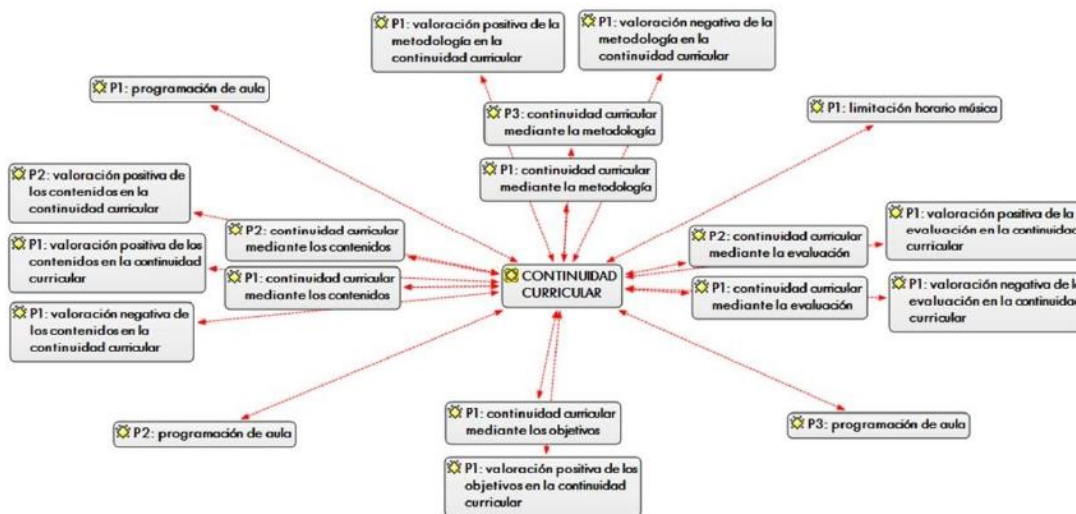 P1: valoración positiva de la
metodología en la
continuidad curricular
P1: valoración negativa de la
metodología en la
continuidad curricular
P1: programación de aula
P3: continuidad curricular
mediante la metodología
P1: limitación horario música
P1: continuidad curricular
mediante la metodología
P2: valoración positiva de
los contenidos en la
continuidad curricular
P2: continuidad curricular
mediante los contenidos
P2: continuidad curricular
mediante la evaluación
P1: valoración positiva de la
evaluación en la continuidad
curricular
P1: valoración positiva de los
contenidos en la continuidad
curricular
P1: continuidad curricular
mediante los contenidos
CONTINUIDAD
CURRICULAR
P1: continuidad curricular
mediante la evaluación
P1: valoración negativa de
evaluación en la continuidad
curricular
P1: valoración negativa de
los contenidos en la
continuidad curricular
P2: programación de aula
P1: continuidad curricular
mediante los objetivos
P3: programación de aula
P1: valoración positiva de los
objetivos en la continuidad
curricular